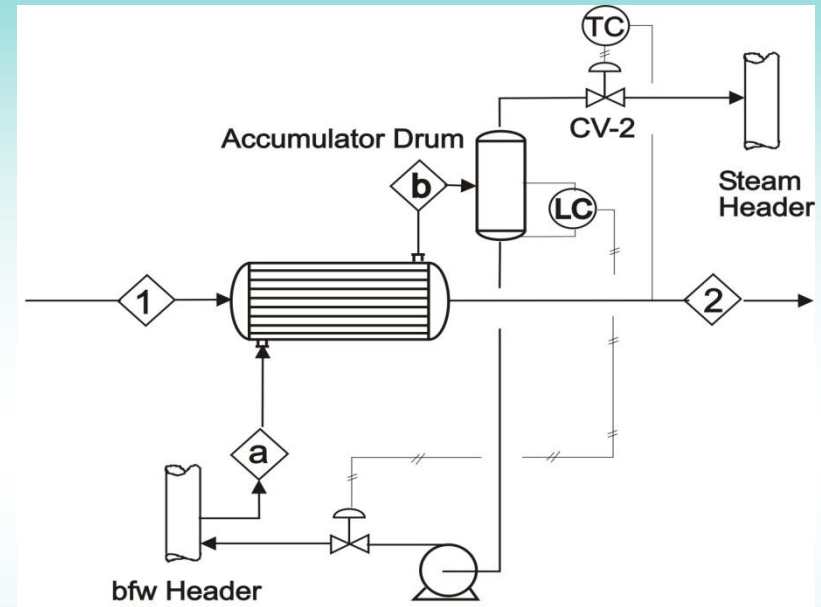 TC
CV-2
Accumulator Drum
Steam
Header
b
LC
1
2
a
bfw Header